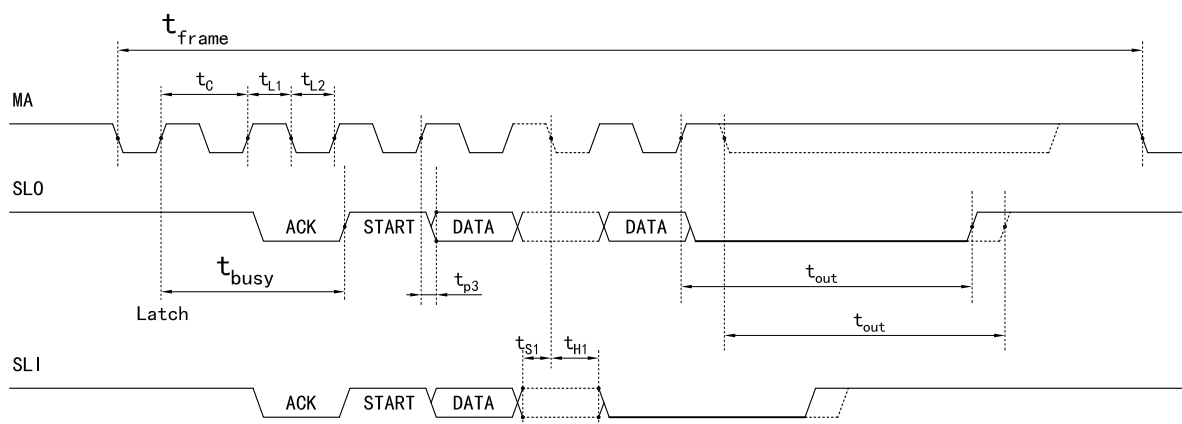 t_frame
t_C t_L1 t_L2
MA
SLO
ACK START DATA DATA
t_busy t_p3 t_out
Latch
t_out
t_S1 t_H1
SLI
ACK START DATA